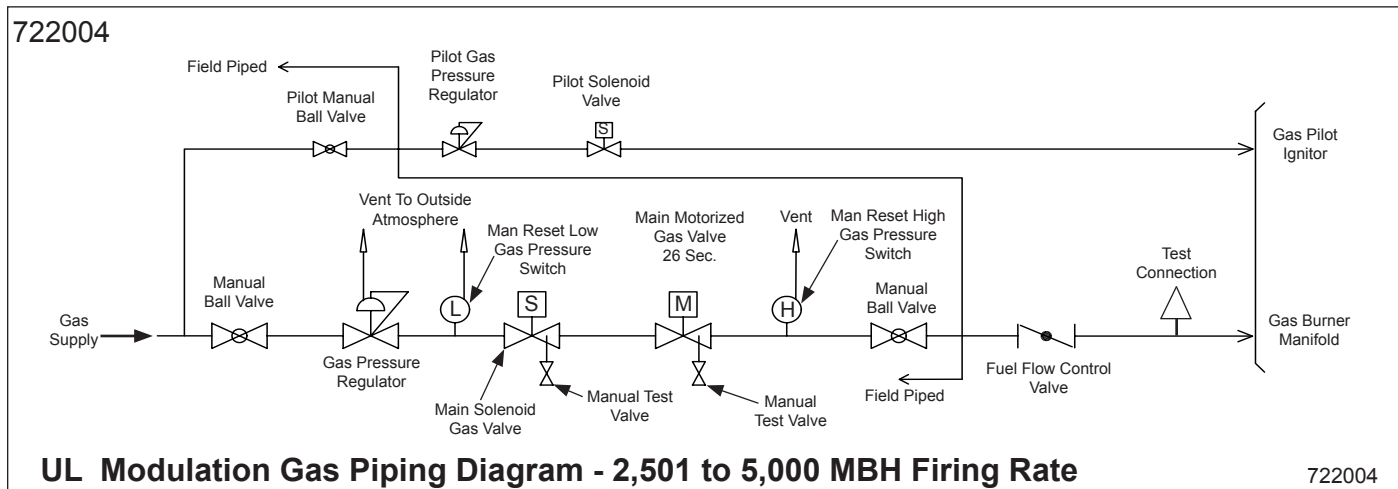 722004
Field Piped
Pilot Gas
Pressure
Regulator
Pilot Solenoid
Valve
Pilot Manual
Ball Valve
S
Gas Pilot
Ignitor
Vent To Outside
Atmosphere
Man Reset Low
Gas Pressure
Switch
Main Motorized
Gas Valve
26 Sec.
Vent
Man Reset High
Gas Pressure
Switch
Test
Connection
Manual
Ball Valve
Manual
Ball Valve
L
S
M
H
Gas
Supply
Gas Burner
Manifold
Gas Pressure
Regulator
Fuel Flow Control
Valve
Main Solenoid
Gas Valve
Manual Test
Valve
Manual
Test Valve
Field Piped
UL Modulation Gas Piping Diagram - 2,501 to 5,000 MBH Firing Rate
722004